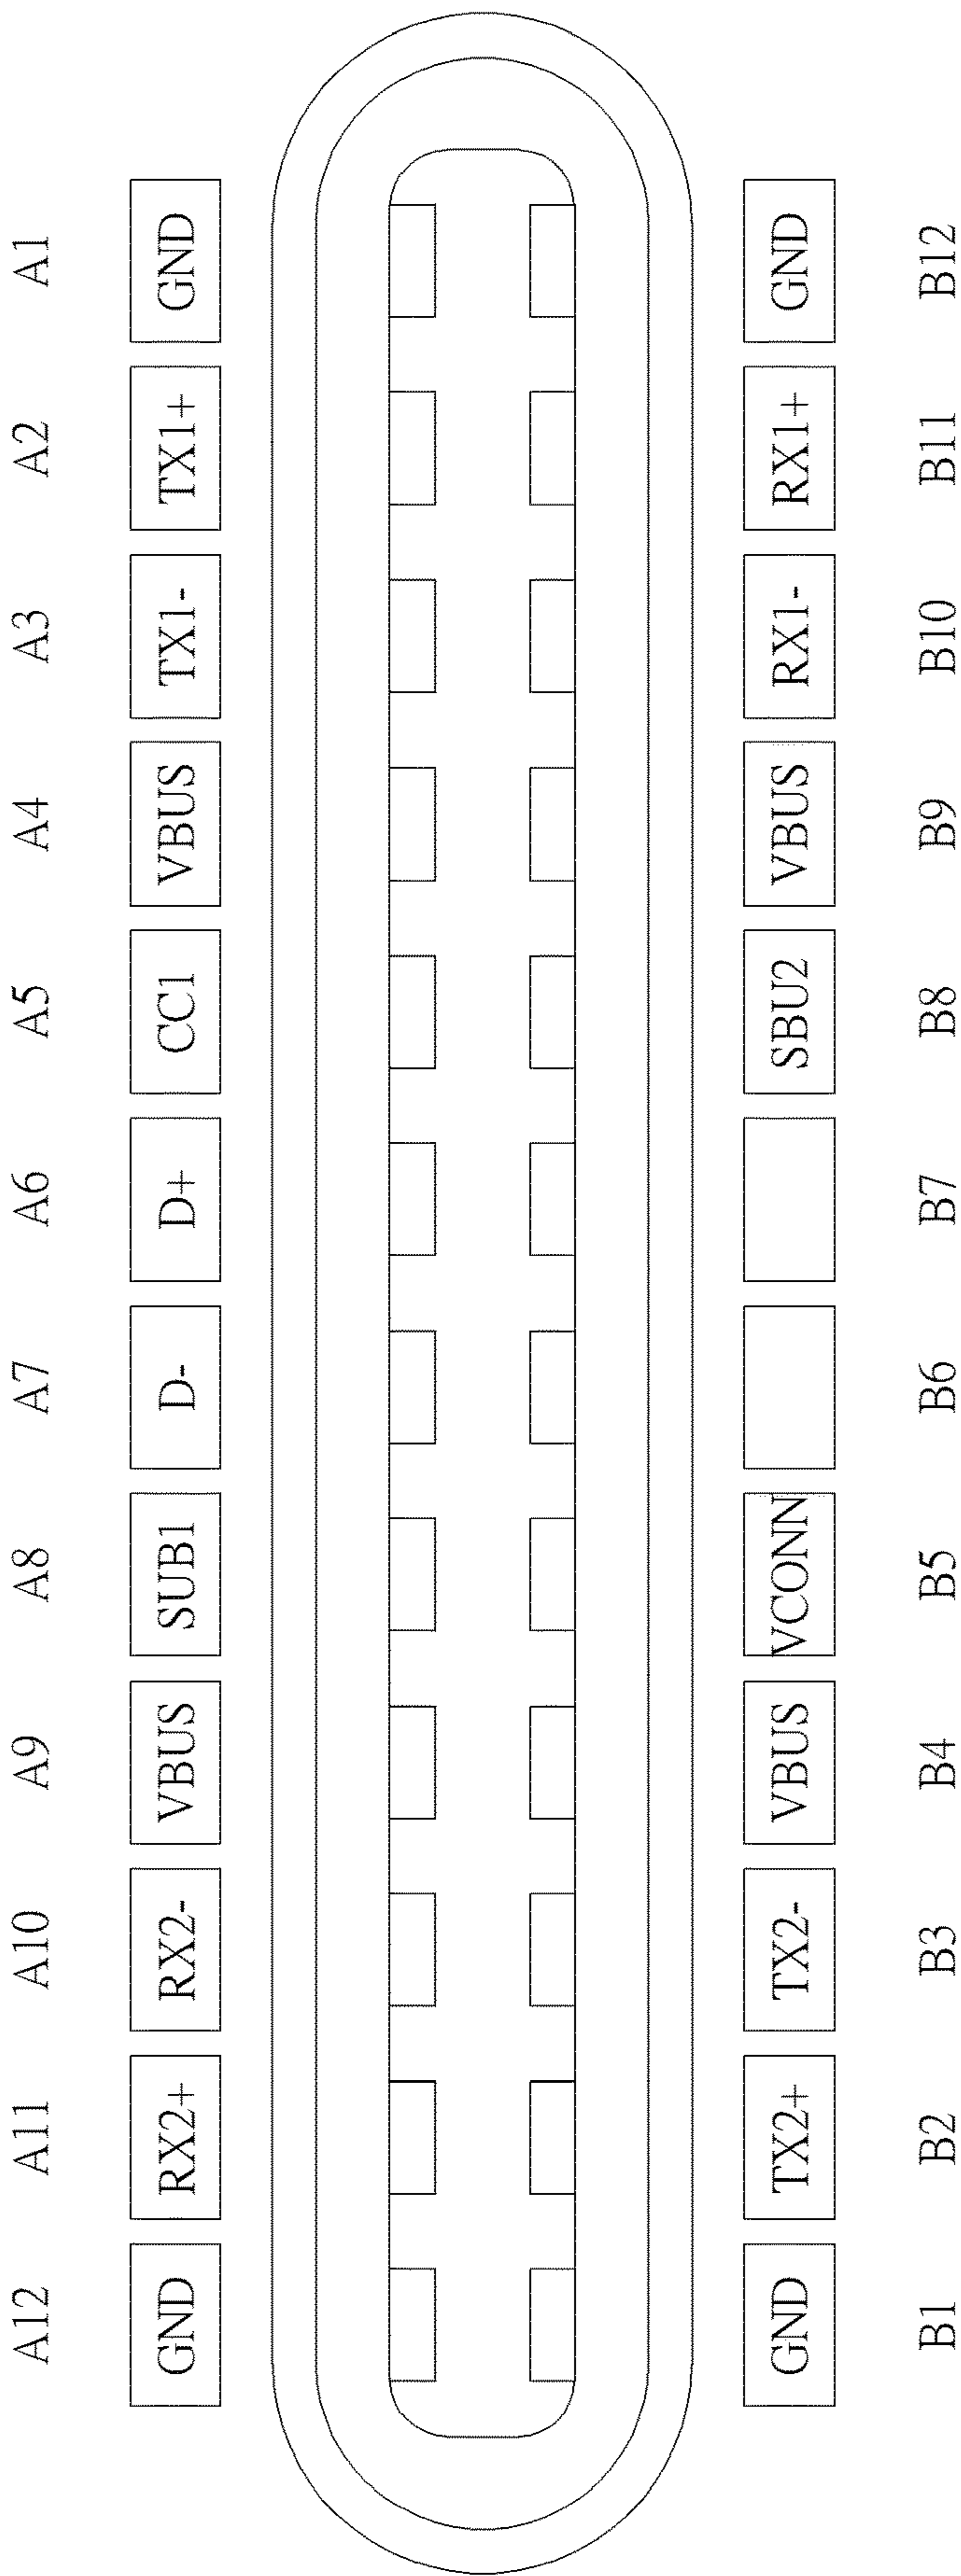 A12 A11 A10 A9 A8 A7 A6 A5 A4 A3 A2 A1
GND RX2+ RX2- VBUS SUB1 D- D+ CC1 VBUS TX1- TX1+ GND
GND TX2+ TX2- VBUS VCONN SBU2 VBUS RX1- RX1+ GND
B1 B2 B3 B4 B5 B6 B7 B8 B9 B10 B11 B12